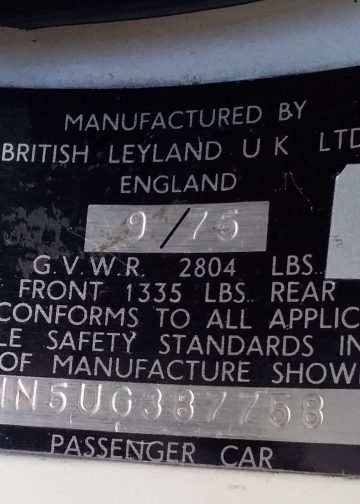 MANUFACTURED BY
BRITISH LEYLAND U K LTD
ENGLAND
9/75
G.V.W.R. 2804 LBS.
FRONT 1335 LBS. REAR
CONFORMS TO ALL APPLIC
LE SAFETY STANDARDS IN
OF MANUFACTURE SHOW
HN5UG387758
PASSENGER CAR